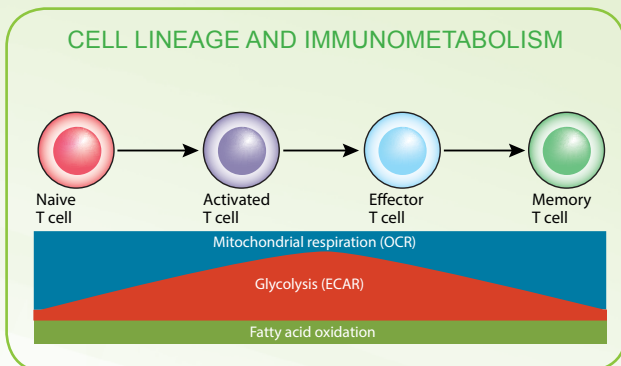 CELL LINEAGE AND IMMUNOMETABOLISM
Naive
T cell
Activated
T cell
Effector
T cell
Memory
T cell
Mitochondrial respiration (OCR)
Glycolysis (ECAR)
Fatty acid oxidation